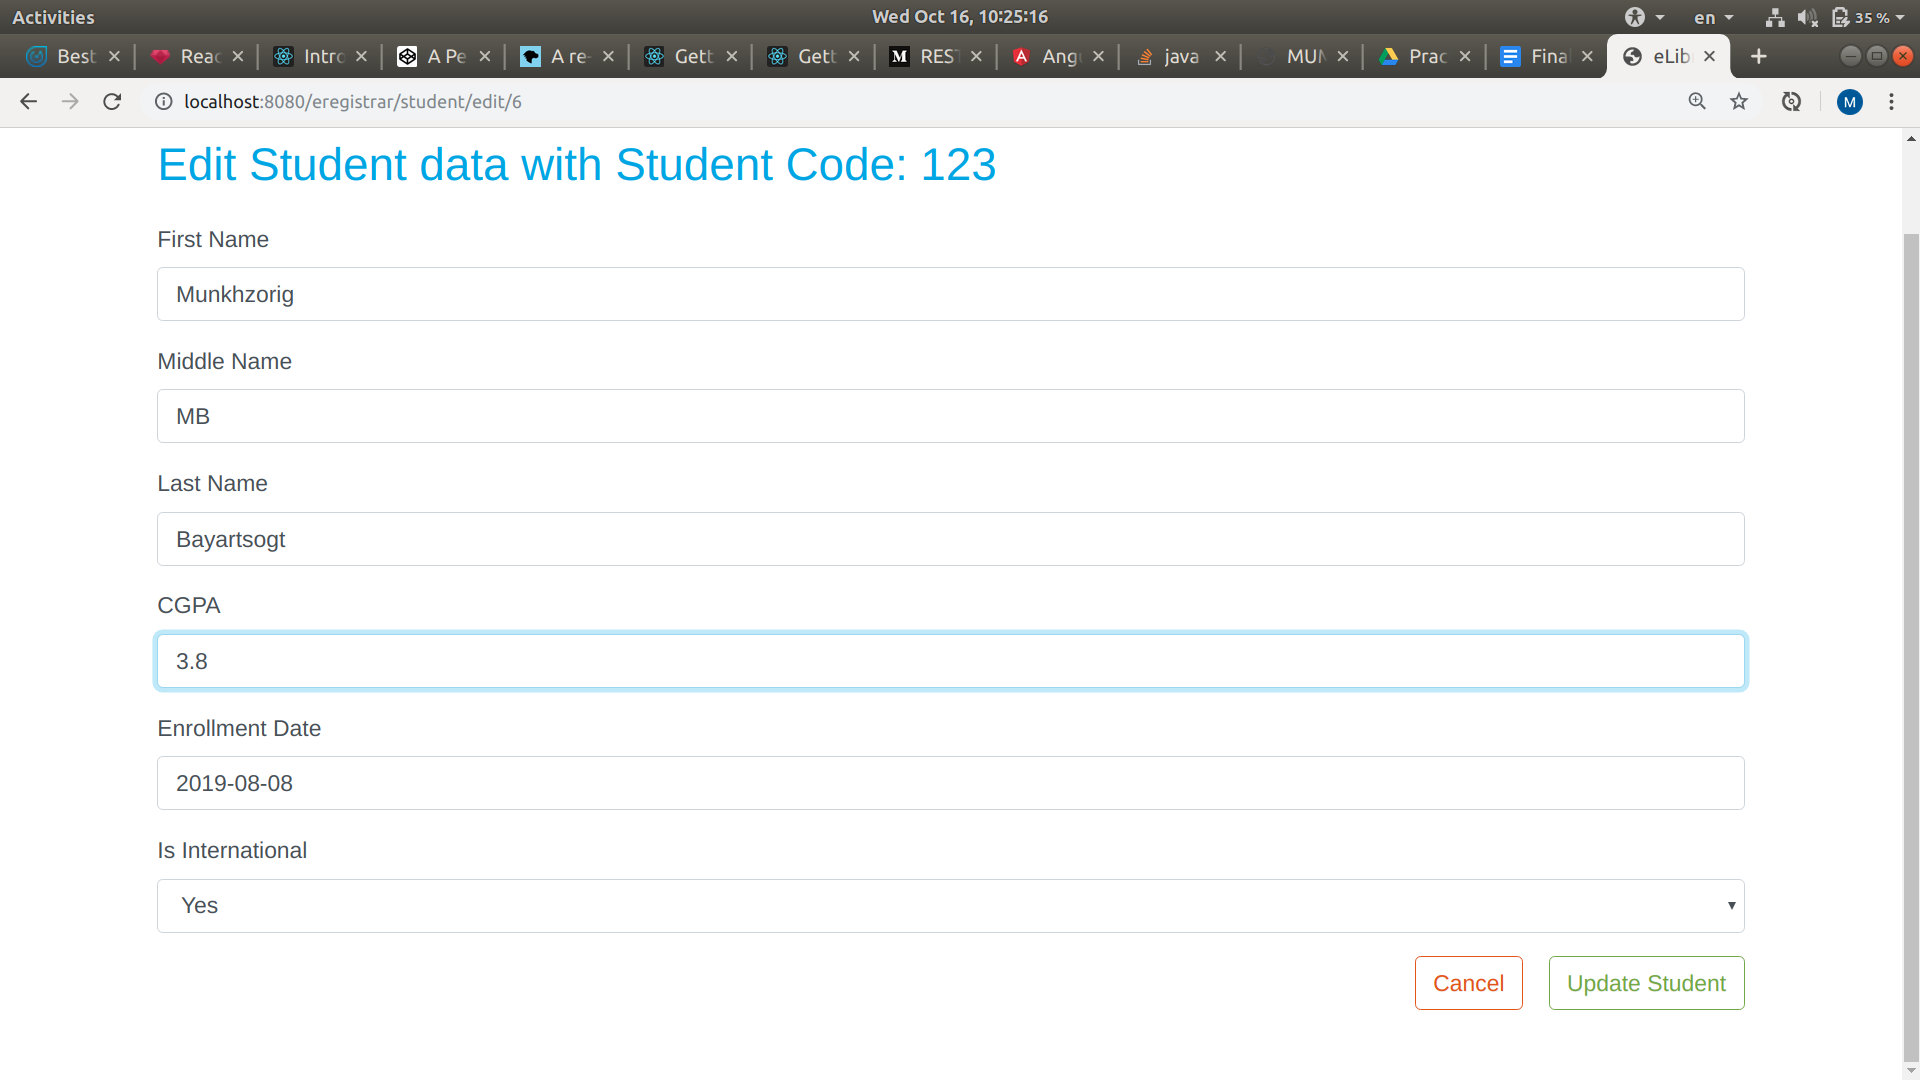 Activities
Wed Oct 16, 10:25:16
en
35 %
Best
Reac
Intro
A Pe
A re-
Gett
Gett
REST
Ang
java
MUN
Prac
Fina
eLib
localhost:8080/eregistrar/student/edit/6
M
Edit Student data with Student Code: 123
First Name
Munkhzorig
Middle Name
MB
Last Name
Bayartsogt
CGPA
3.8
Enrollment Date
2019-08-08
Is International
Yes
Cancel
Update Student